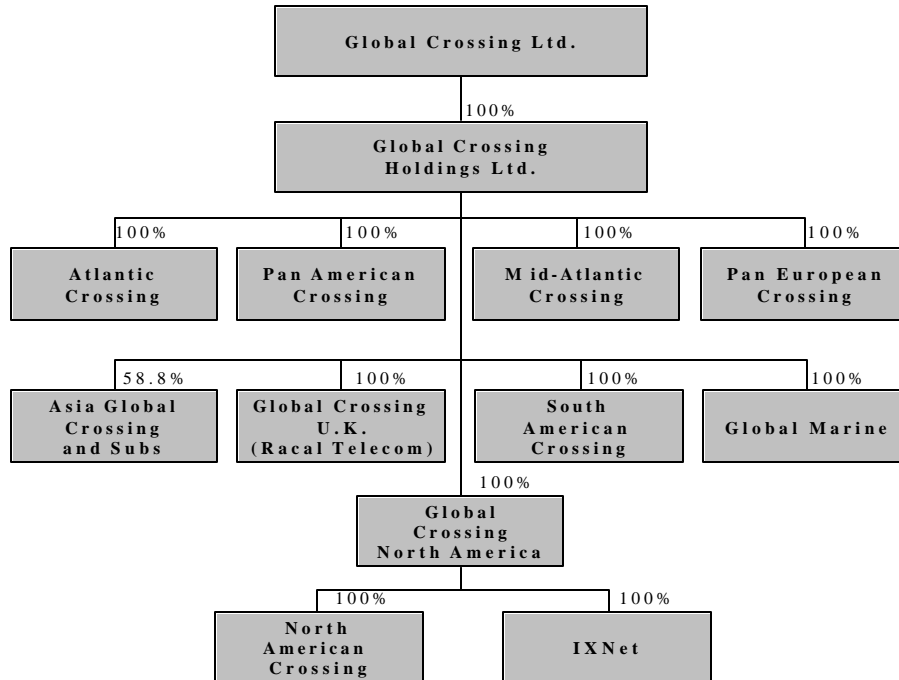 Global Crossing Ltd.
100%
Global Crossing
Holdings Ltd.
100%
100%
100%
100%
Atlantic
Crossing
Pan American
Crossing
Mid-Atlantic
Crossing
Pan European
Crossing
58.8%
100%
100%
100%
Asia Global
Crossing
and Subs
Global Crossing
U.K.
(Racal Telecom)
South
American
Crossing
Global Marine
100%
Global
Crossing
North America
100%
100%
North
American
Crossing
IXNet